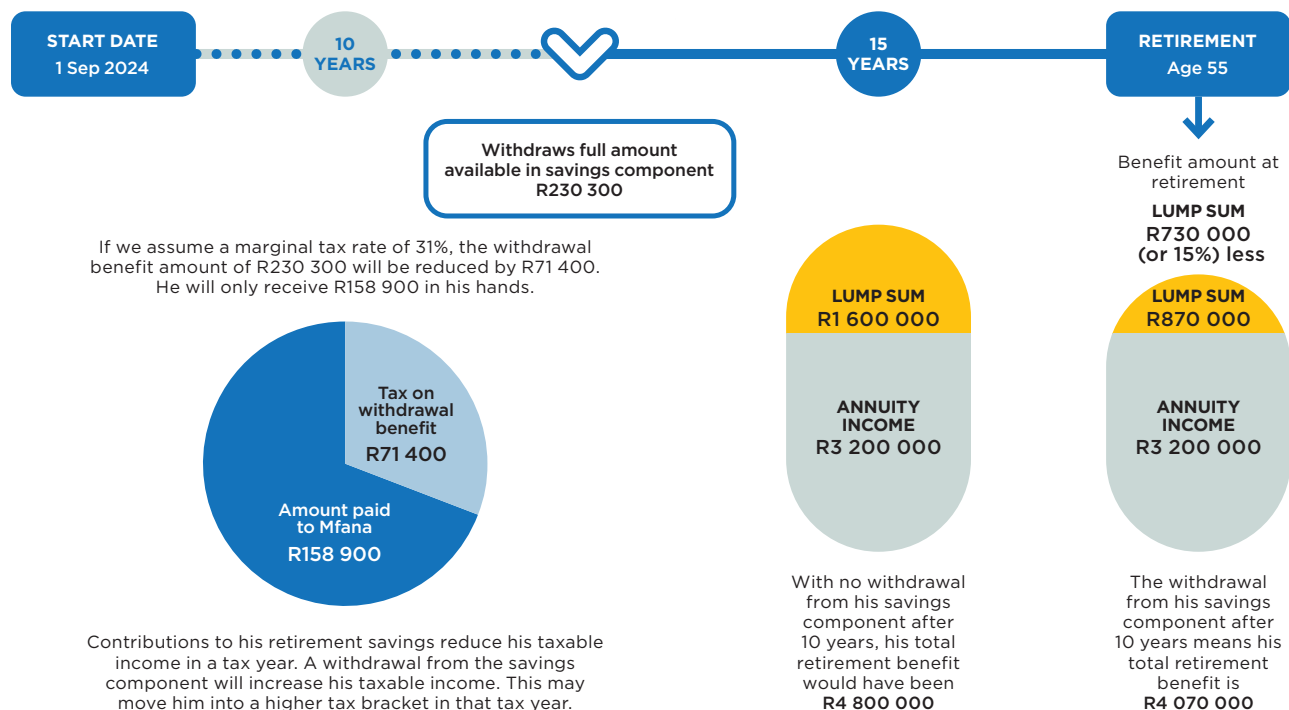 START DATE
1 Sep 2024
10
YEARS
15
YEARS
RETIREMENT
Age 55
Withdraws full amount
available in savings component
R230 300
If we assume a marginal tax rate of 31%, the withdrawal
benefit amount of R230 300 will be reduced by R71 400.
He will only receive R158 900 in his hands.
Tax on
withdrawal
benefit
R71 400
Amount paid
to Mfana
R158 900
Contributions to his retirement savings reduce his taxable
income in a tax year. A withdrawal from the savings
component will increase his taxable income. This may
move him into a higher tax bracket in that tax year.
LUMP SUM
R1 600 000
ANNUITY
INCOME
R3 200 000
With no withdrawal
from his savings
component after
10 years, his total
retirement benefit
would have been
R4 800 000
Benefit amount at
retirement
LUMP SUM
R730 000
(or 15%) less
LUMP SUM
R870 000
ANNUITY
INCOME
R3 200 000
The withdrawal
from his savings
component after
10 years means his
total retirement
benefit is
R4 070 000